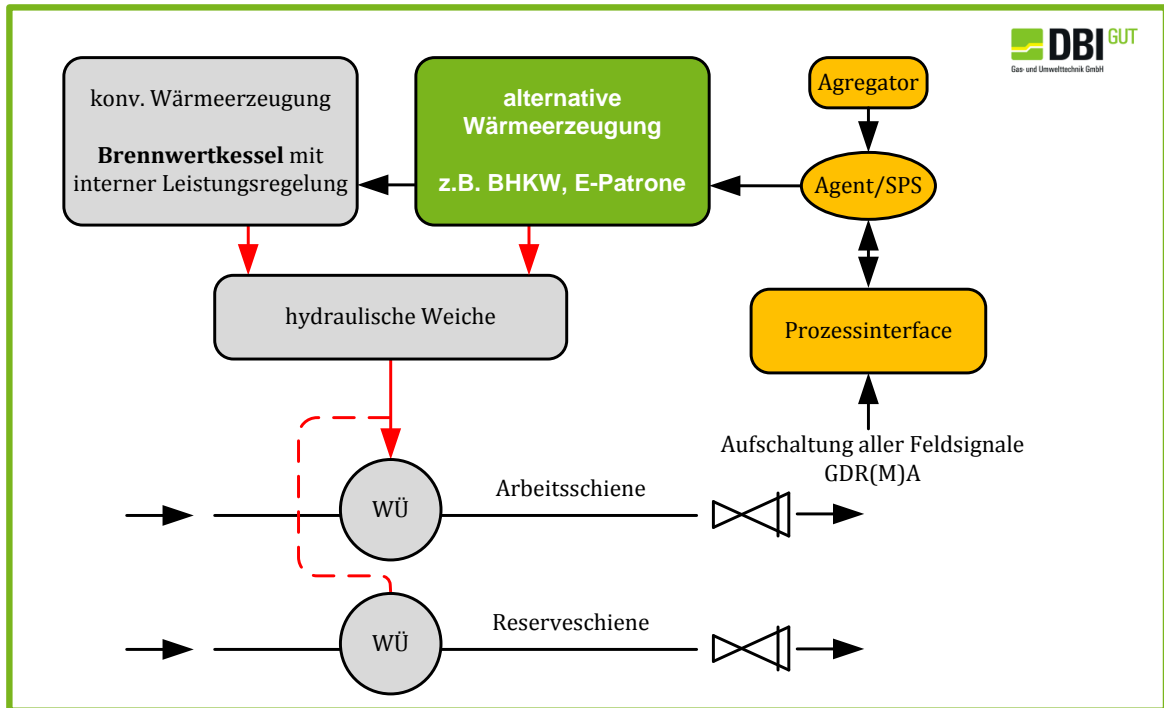 DBI GUT
Gas- und Umwelttechnik GmbH
konv. Wärmeerzeugung
Brennwertkessel mit
interner Leistungsregelung
alternative
Wärmeerzeugung
z.B. BHKW, E-Patrone
Agregator
Agent/SPS
hydraulische Weiche
Prozessinterface
Aufschaltung aller Feldsignale
GDR(M)A
WÜ
Arbeitsschiene
WÜ
Reserveschiene